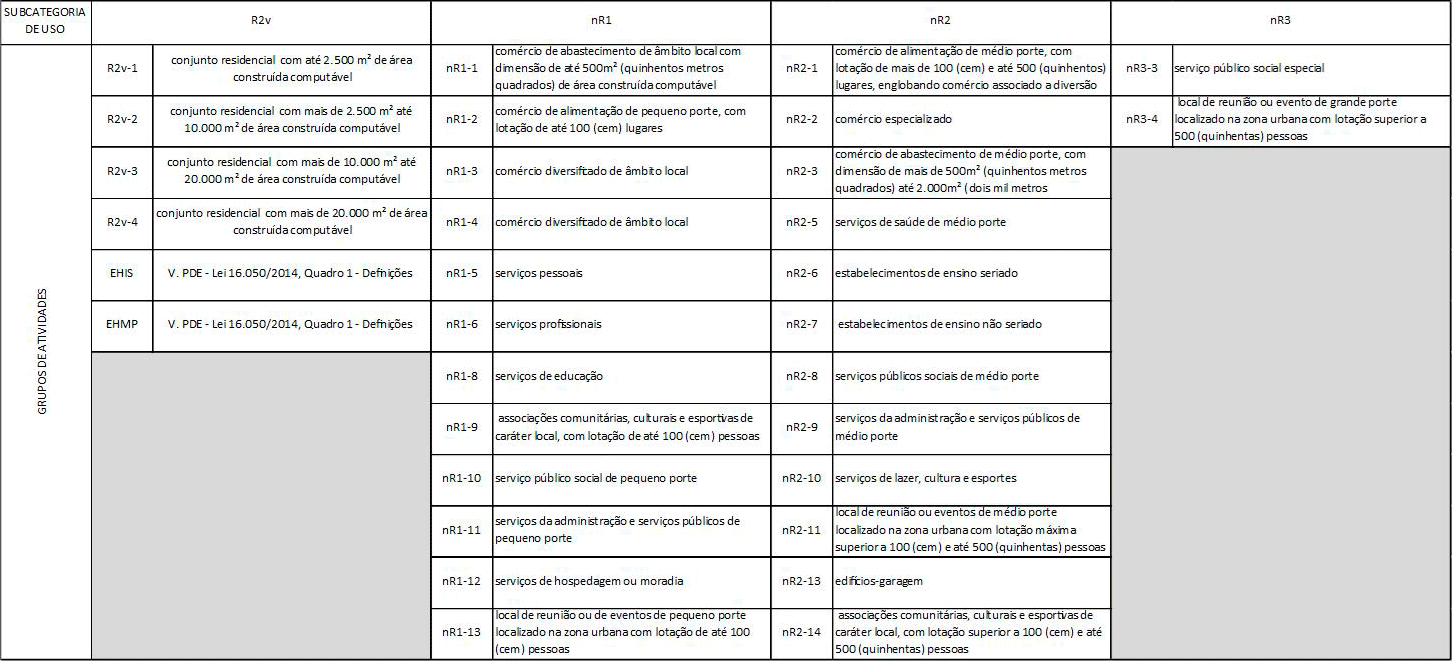 SUBCATEGORIA
DE USO
R2v
nR1
nR2
nR3
GRUPOS DE ATIVIDADES
R2v-1
conjunto residencial com até 2.500 m² de área
construída computável
nR1-1
comércio de abastecimento de âmbito local com
dimensão de até 500m² (quinhentos metros
quadrados) de área construída computável
nR2-1
comércio de alimentação de médio porte, com
lotação de mais de 100 (cem) e até 500 (quinhentos)
lugares, englobando comércio associado a diversão
nR3-3
serviço público social especial
R2v-2
conjunto residencial com mais de 2.500 m² até
10.000 m² de área construída computável
nR1-2
comércio de alimentação de pequeno porte, com
lotação de até 100 (cem) lugares
nR2-2
comércio especializado
nR3-4
local de reunião ou evento de grande porte
localizado na zona urbana com lotação superior a
500 (quinhentas) pessoas
R2v-3
conjunto residencial com mais de 10.000 m² até
20.000 m² de área construída computável
nR1-3
comércio diversificado de âmbito local
nR2-3
comércio de abastecimento de médio porte, com
dimensão de mais de 500m² (quinhentos metros
quadrados) até 2.000m² (dois mil metros
R2v-4
conjunto residencial com mais de 20.000 m² de área
construída computável
nR1-4
comércio diversificado de âmbito local
nR2-5
serviços de saúde de médio porte
EHIS
V. PDE - Lei 16.050/2014, Quadro 1 - Definições
nR1-5
serviços pessoais
nR2-6
estabelecimentos de ensino seriado
EHMP
V. PDE - Lei 16.050/2014, Quadro 1 - Definições
nR1-6
serviços profissionais
nR2-7
estabelecimentos de ensino não seriado
nR1-8
serviços de educação
nR2-8
serviços públicos sociais de médio porte
nR1-9
associações comunitárias, culturais e esportivas de
caráter local, com lotação de até 100 (cem) pessoas
nR2-9
serviços da administração e serviços públicos de
médio porte
nR1-10
serviço público social de pequeno porte
nR2-10
serviços de lazer, cultura e esportes
nR1-11
serviços da administração e serviços públicos de
pequeno porte
nR2-11
local de reunião ou eventos de médio porte
localizado na zona urbana com lotação máxima
superior a 100 (cem) e até 500 (quinhentas) pessoas
nR1-12
serviços de hospedagem ou moradia
nR2-13
edifícios-garagem
nR1-13
local de reunião ou de eventos de pequeno porte
localizado na zona urbana com lotação de até 100
(cem) pessoas
nR2-14
associações comunitárias, culturais e esportivas de
caráter local, com lotação superior a 100 (cem) e até
500 (quinhentas) pessoas